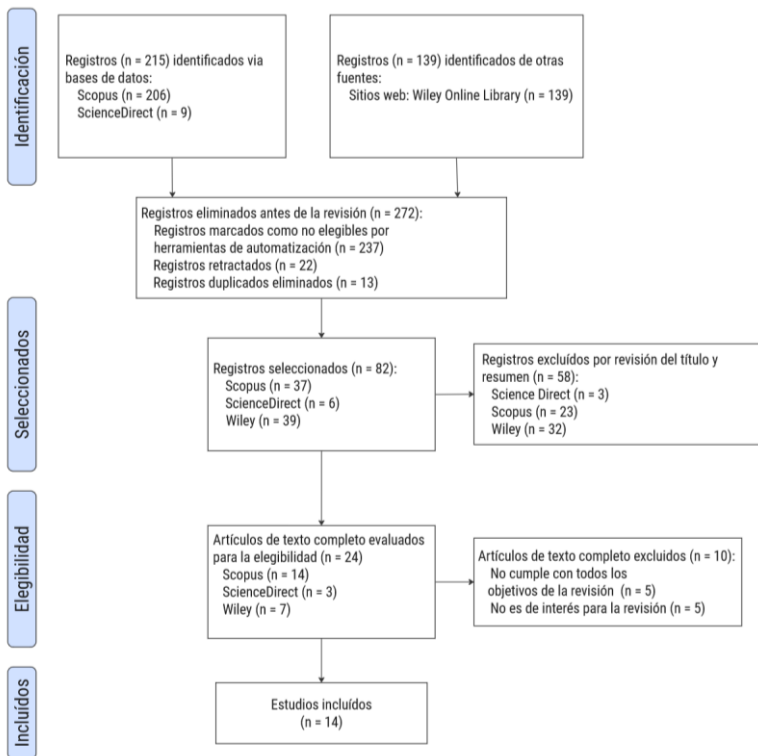 Identificación
Registros (n = 215) identificados via
bases de datos:
Scopus (n = 206)
ScienceDirect (n = 9)
Registros (n = 139) identificados de otras
fuentes:
Sitios web: Wiley Online Library (n = 139)
Registros eliminados antes de la revisión (n = 272):
Registros marcados como no elegibles por
herramientas de automatización (n = 237)
Registros retractados (n = 22)
Registros duplicados eliminados (n = 13)
Seleccionados
Registros seleccionados (n = 82):
Scopus (n = 37)
ScienceDirect (n = 6)
Wiley (n = 39)
Registros excluídos por revisión del título y
resumen (n = 58):
Science Direct (n = 3)
Scopus (n = 23)
Wiley (n = 32)
Elegibilidad
Artículos de texto completo evaluados
para la elegibilidad (n = 24)
Scopus (n = 14)
ScienceDirect (n = 3)
Wiley (n = 7)
Artículos de texto completo excluidos (n = 10):
No cumple con todos los
objetivos de la revisión (n = 5)
No es de interés para la revisión (n = 5)
Incluídos
Estudios incluídos
(n = 14)